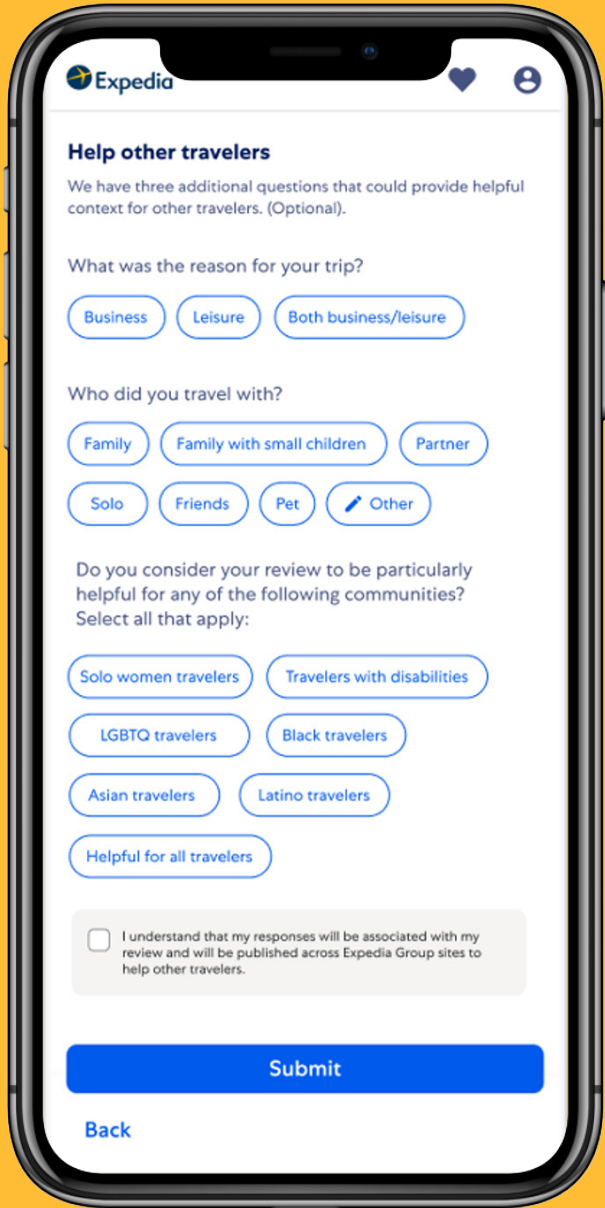 Expedia
Help other travelers
We have three additional questions that could provide helpful
context for other travelers. (Optional).
What was the reason for your trip?
Business Leisure Both business/leisure
Who did you travel with?
Family Family with small children Partner
Solo Friends Pet Other
Do you consider your review to be particularly
helpful for any of the following communities?
Select all that apply:
Solo women travelers Travelers with disabilities
LGBTQ travelers Black travelers
Asian travelers Latino travelers
Helpful for all travelers
I understand that my responses will be associated with my
review and will be published across Expedia Group sites to
help other travelers.
Submit
Back